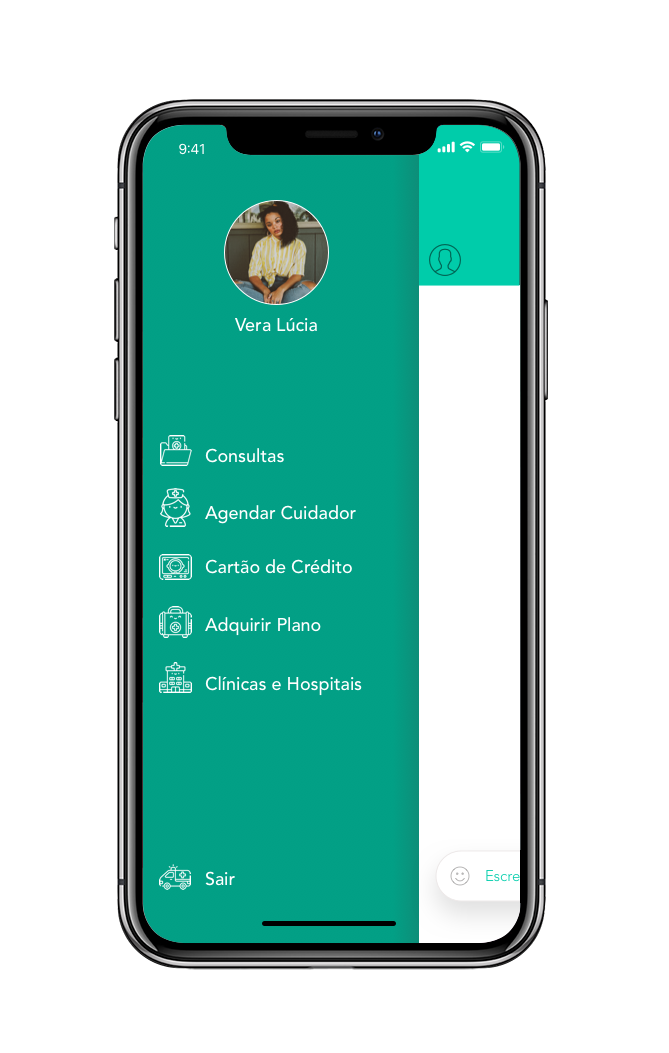 9:41
Vera Lúcia
Consultas
Agendar Cuidador
Cartão de Crédito
Adquirir Plano
Clínicas e Hospitais
Escre
Sair